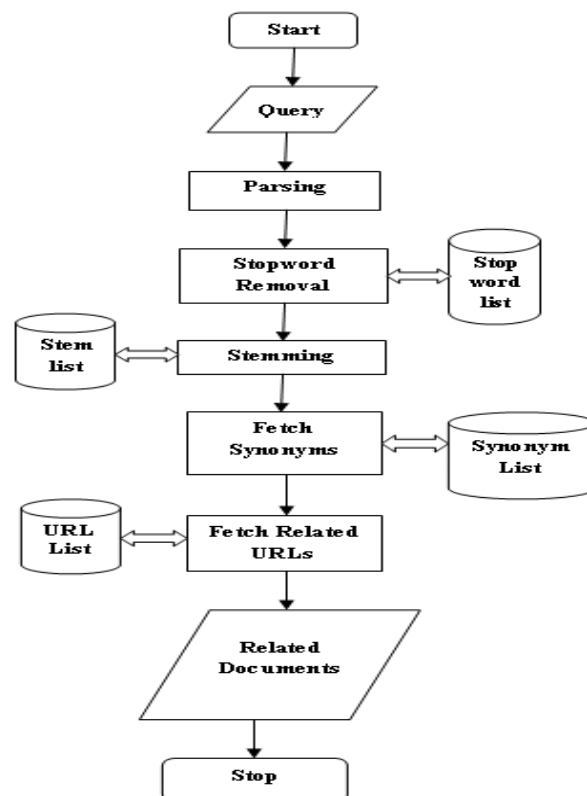 Start
Query
Parsing
Stopword
Removal
Stop
word
list
Stem
list
Stemming
Fetch
Synonyms
Synonym
List
URL
List
Fetch Related
URLs
Related
Documents
Stop